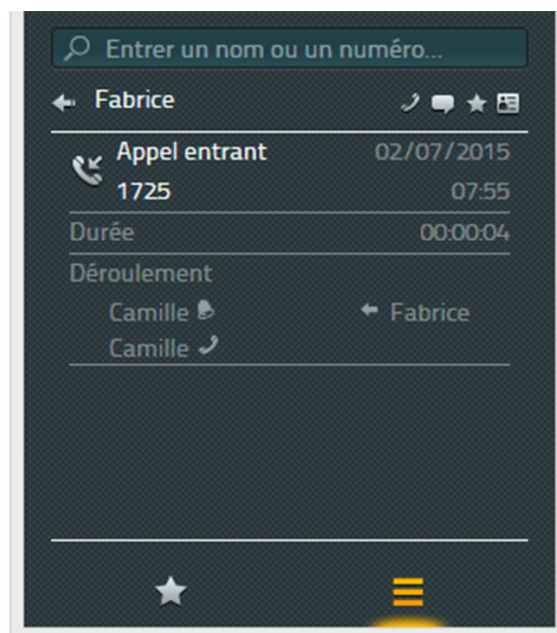 Entrer un nom ou un numéro...
Fabrice
Appel entrant 02/07/2015
1725 07:55
Durée 00:00:04
Déroulement
Camille Fabrice
Camille